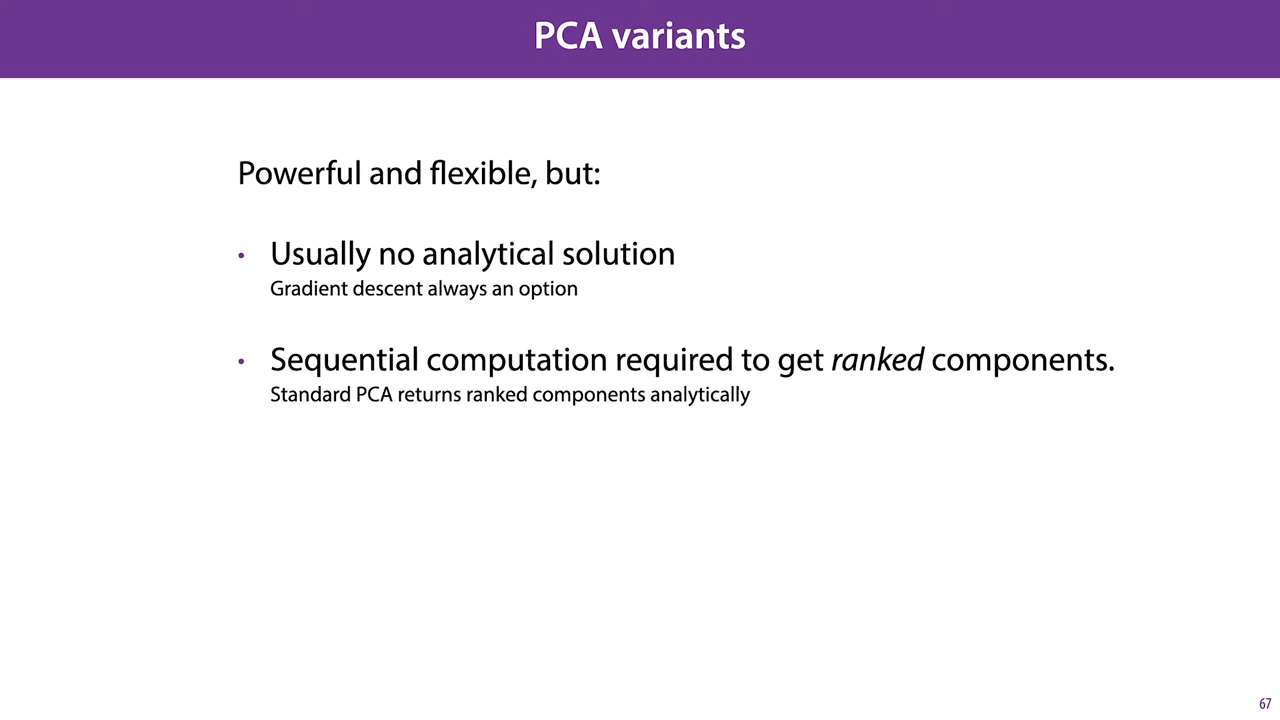 PCA variants
Powerful and flexible, but:
• Usually no analytical solution
Gradient descent always an option
• Sequential computation required to get ranked components.
Standard PCA returns ranked components analytically
67